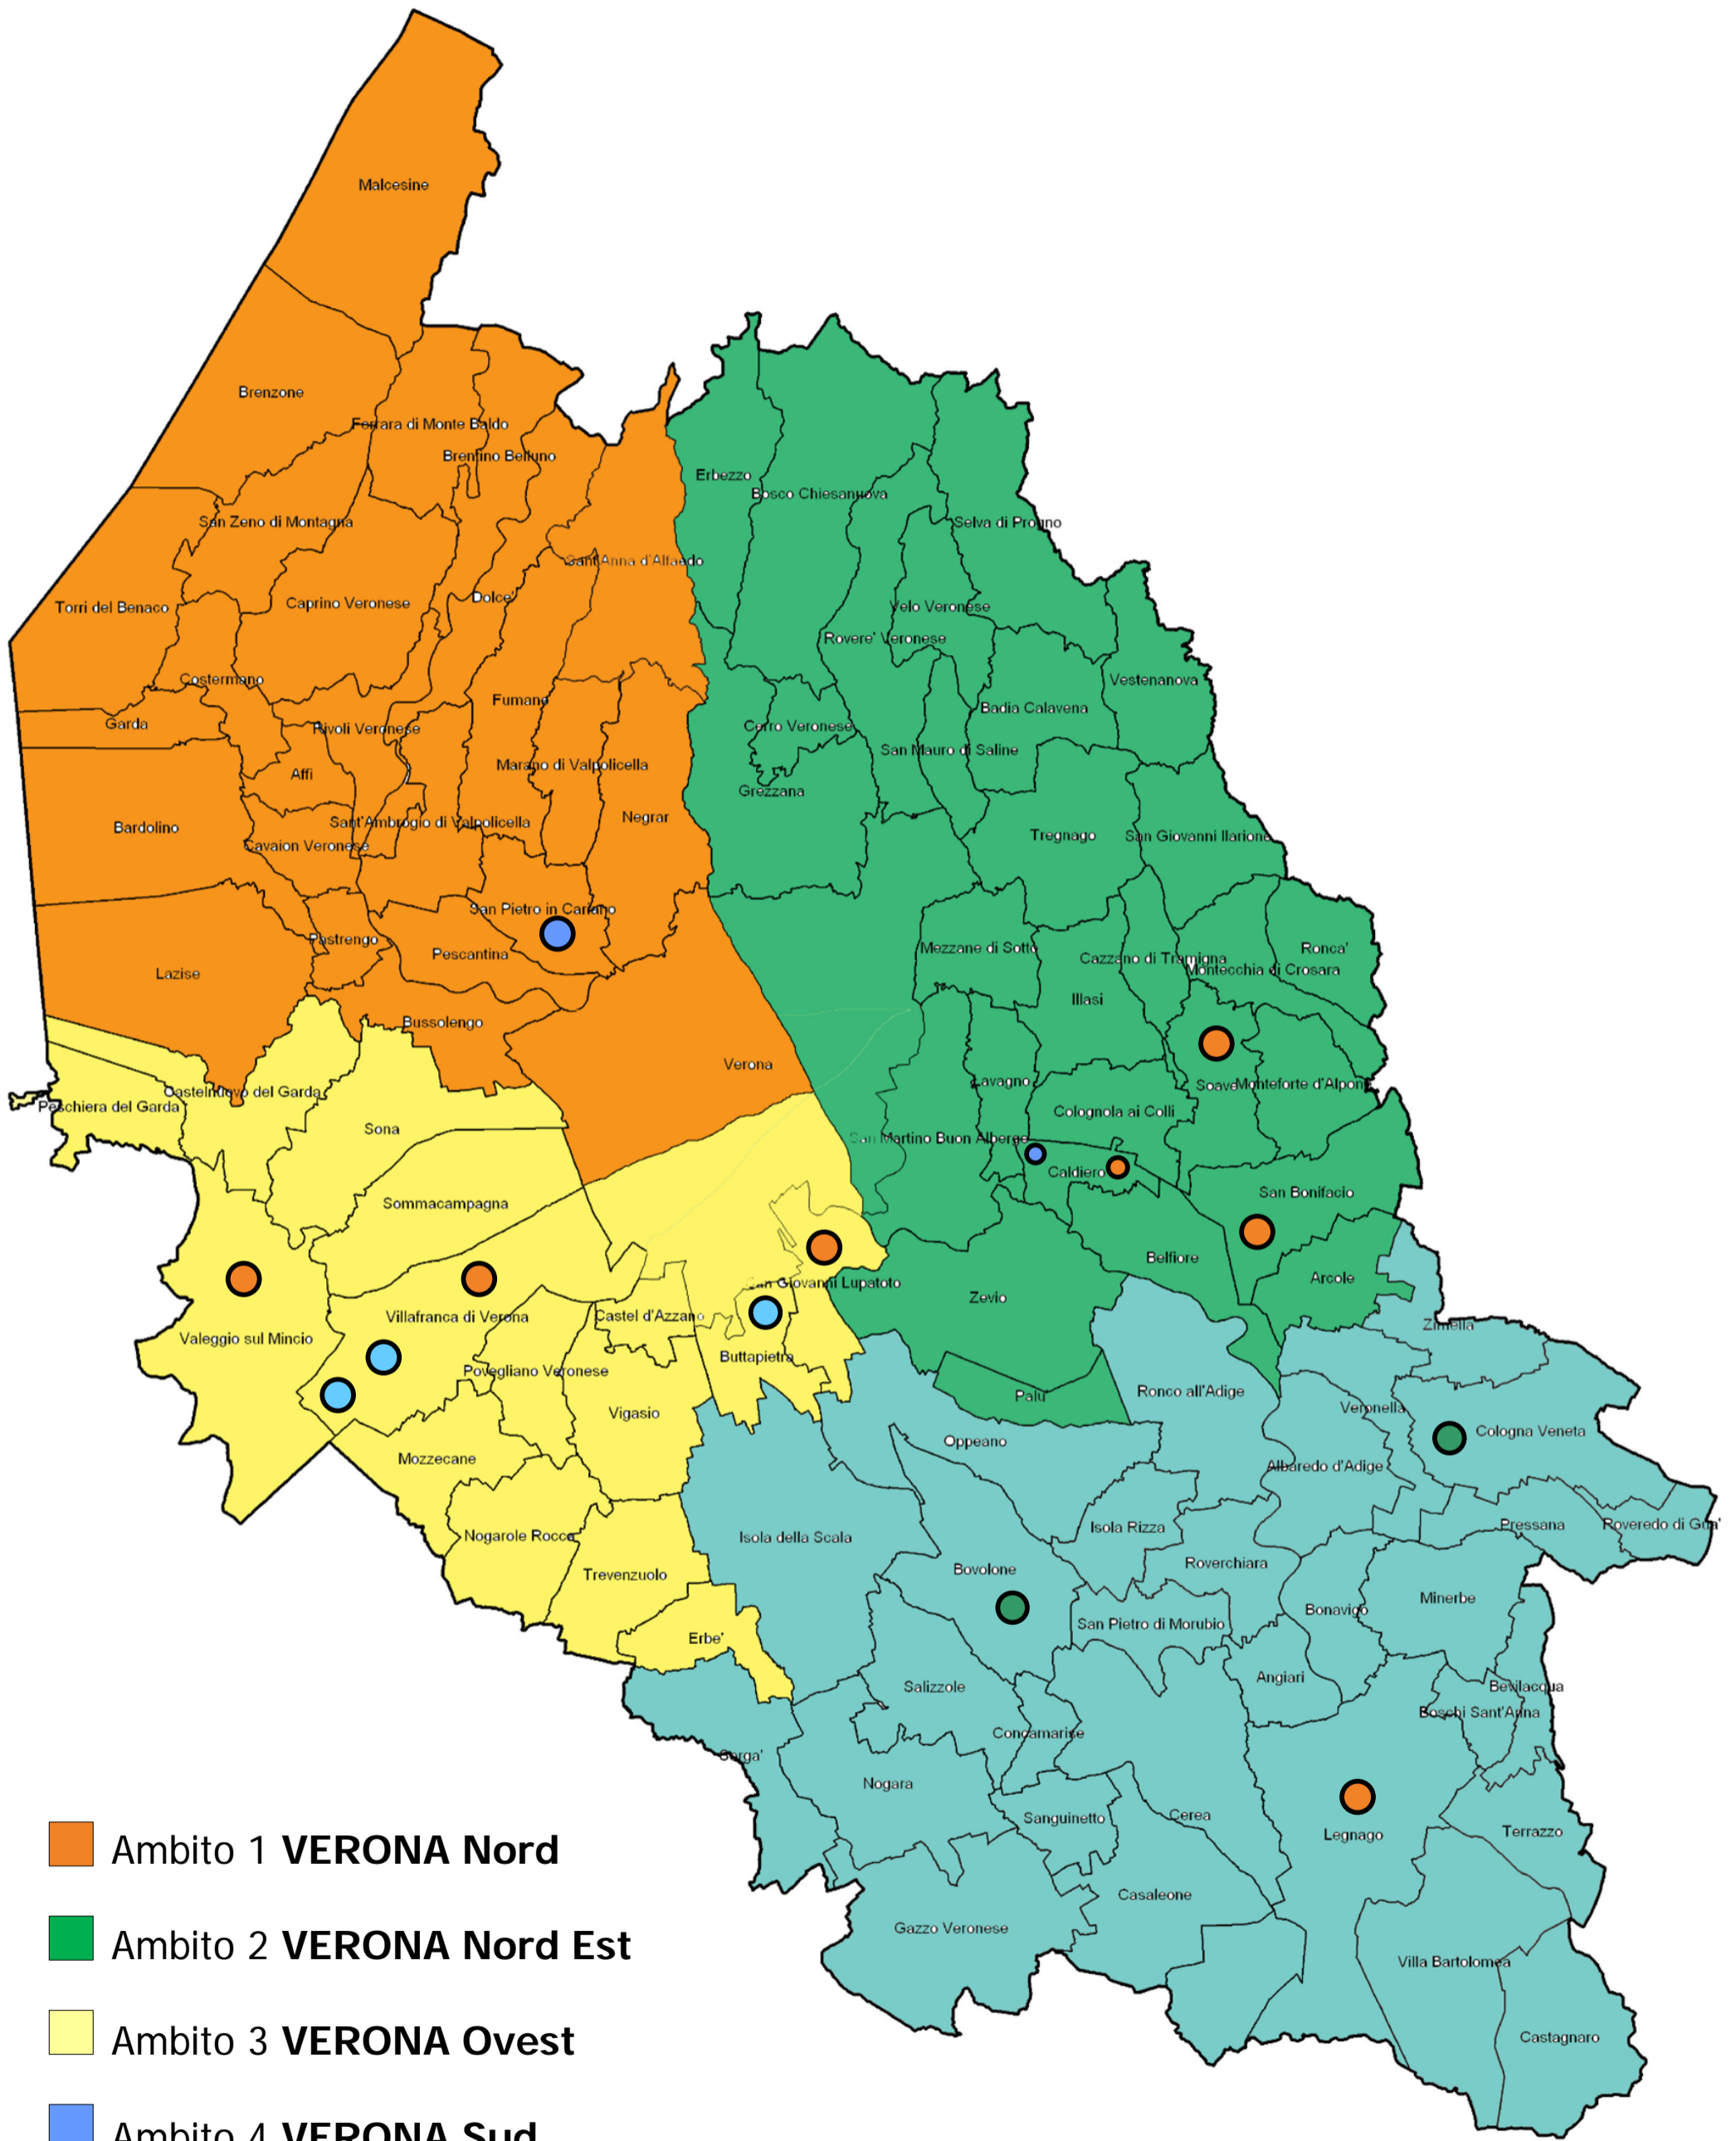 Malcesine
Brenzone
Ferrara di Monte Baldo
Brentino Belluno
Erbezzo
Bosco Chiesanuova
San Zeno di Montagna
Selva di Progno
Sant'Anna d'Alfaedo
Torri del Benaco
Caprino Veronese
Dolce'
Velo Veronese
Rovere' Veronese
Costermano
Vestenanova
Fumane
Badia Calavena
Garda
Rivoli Veronese
Cerro Veronese
San Mauro di Saline
Affi
Marano di Valpolicella
Grezzana
Bardolino
Sant'Ambrogio di Valpolicella
Negrar
Tregnago
San Giovanni Ilarione
Cavaion Veronese
San Pietro in Cariano
Pastrengo
Pescantina
Mezzane di Sotto
Cazzano di Tramigna
Ronca'
Lazise
Montecchia di Crosara
Illasi
Bussolengo
Verona
Lavagno
Soave
Monteforte d'Alpone
Castelnuovo del Garda
Peschiera del Garda
Colognola ai Colli
Sona
San Martino Buon Albergo
Caldiero
San Bonifacio
Sommacampagna
Belfiore
Arcole
San Giovanni Lupatoto
Zevio
Villafranca di Verona
Castel d'Azzano
Zimella
Valeggio sul Mincio
Buttapietra
Povegliano Veronese
Palu'
Ronco all'Adige
Veronella
Vigasio
Cologna Veneta
Oppeano
Mozzecane
Albaredo d'Adige
Nogarole Rocca
Isola della Scala
Isola Rizza
Pressana
Roveredo di Gua'
Roverchiara
Trevenzuolo
Bovolone
Minerbe
Bonavigo
San Pietro di Morubio
Erbe'
Angiari
Salizzole
Bevilacqua
Boschi Sant'Anna
Concamarise
Sorga'
Nogara
Sanguinetto
Cerea
Legnago
Terrazzo
Casaleone
Gazzo Veronese
Villa Bartolomea
Castagnaro
Ambito 1 VERONA Nord
Ambito 2 VERONA Nord Est
Ambito 3 VERONA Ovest
Ambito 4 VERONA Sud